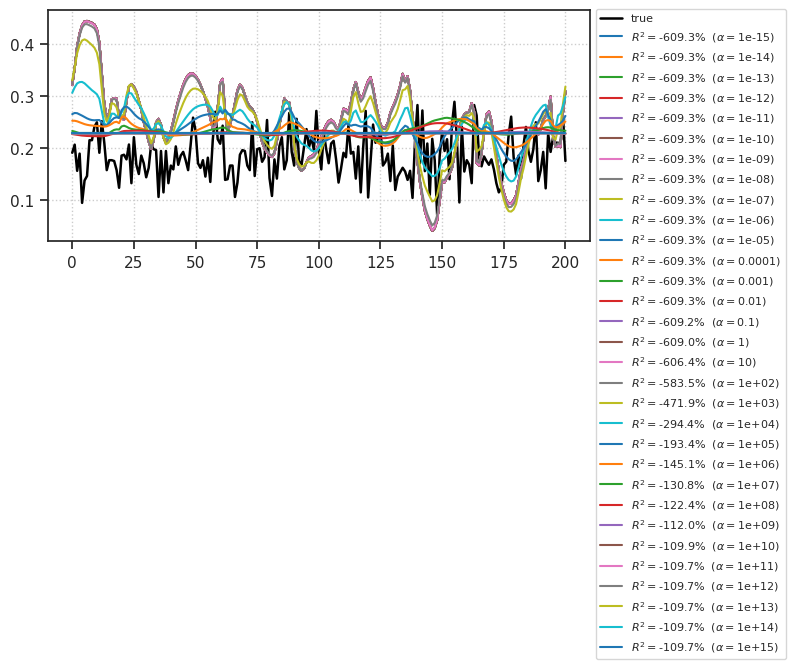 0.4
0.3
0.2
0.1
0 25 50 75 100 125 150 175 200
true
R² = -609.3% (α = 1e-15)
R² = -609.3% (α = 1e-14)
R² = -609.3% (α = 1e-13)
R² = -609.3% (α = 1e-12)
R² = -609.3% (α = 1e-11)
R² = -609.3% (α = 1e-10)
R² = -609.3% (α = 1e-09)
R² = -609.3% (α = 1e-08)
R² = -609.3% (α = 1e-07)
R² = -609.3% (α = 1e-06)
R² = -609.3% (α = 1e-05)
R² = -609.3% (α = 0.0001)
R² = -609.3% (α = 0.001)
R² = -609.3% (α = 0.01)
R² = -609.2% (α = 0.1)
R² = -609.0% (α = 1)
R² = -606.4% (α = 10)
R² = -583.5% (α = 1e+02)
R² = -471.9% (α = 1e+03)
R² = -294.4% (α = 1e+04)
R² = -193.4% (α = 1e+05)
R² = -145.1% (α = 1e+06)
R² = -130.8% (α = 1e+07)
R² = -122.4% (α = 1e+08)
R² = -112.0% (α = 1e+09)
R² = -109.9% (α = 1e+10)
R² = -109.7% (α = 1e+11)
R² = -109.7% (α = 1e+12)
R² = -109.7% (α = 1e+13)
R² = -109.7% (α = 1e+14)
R² = -109.7% (α = 1e+15)